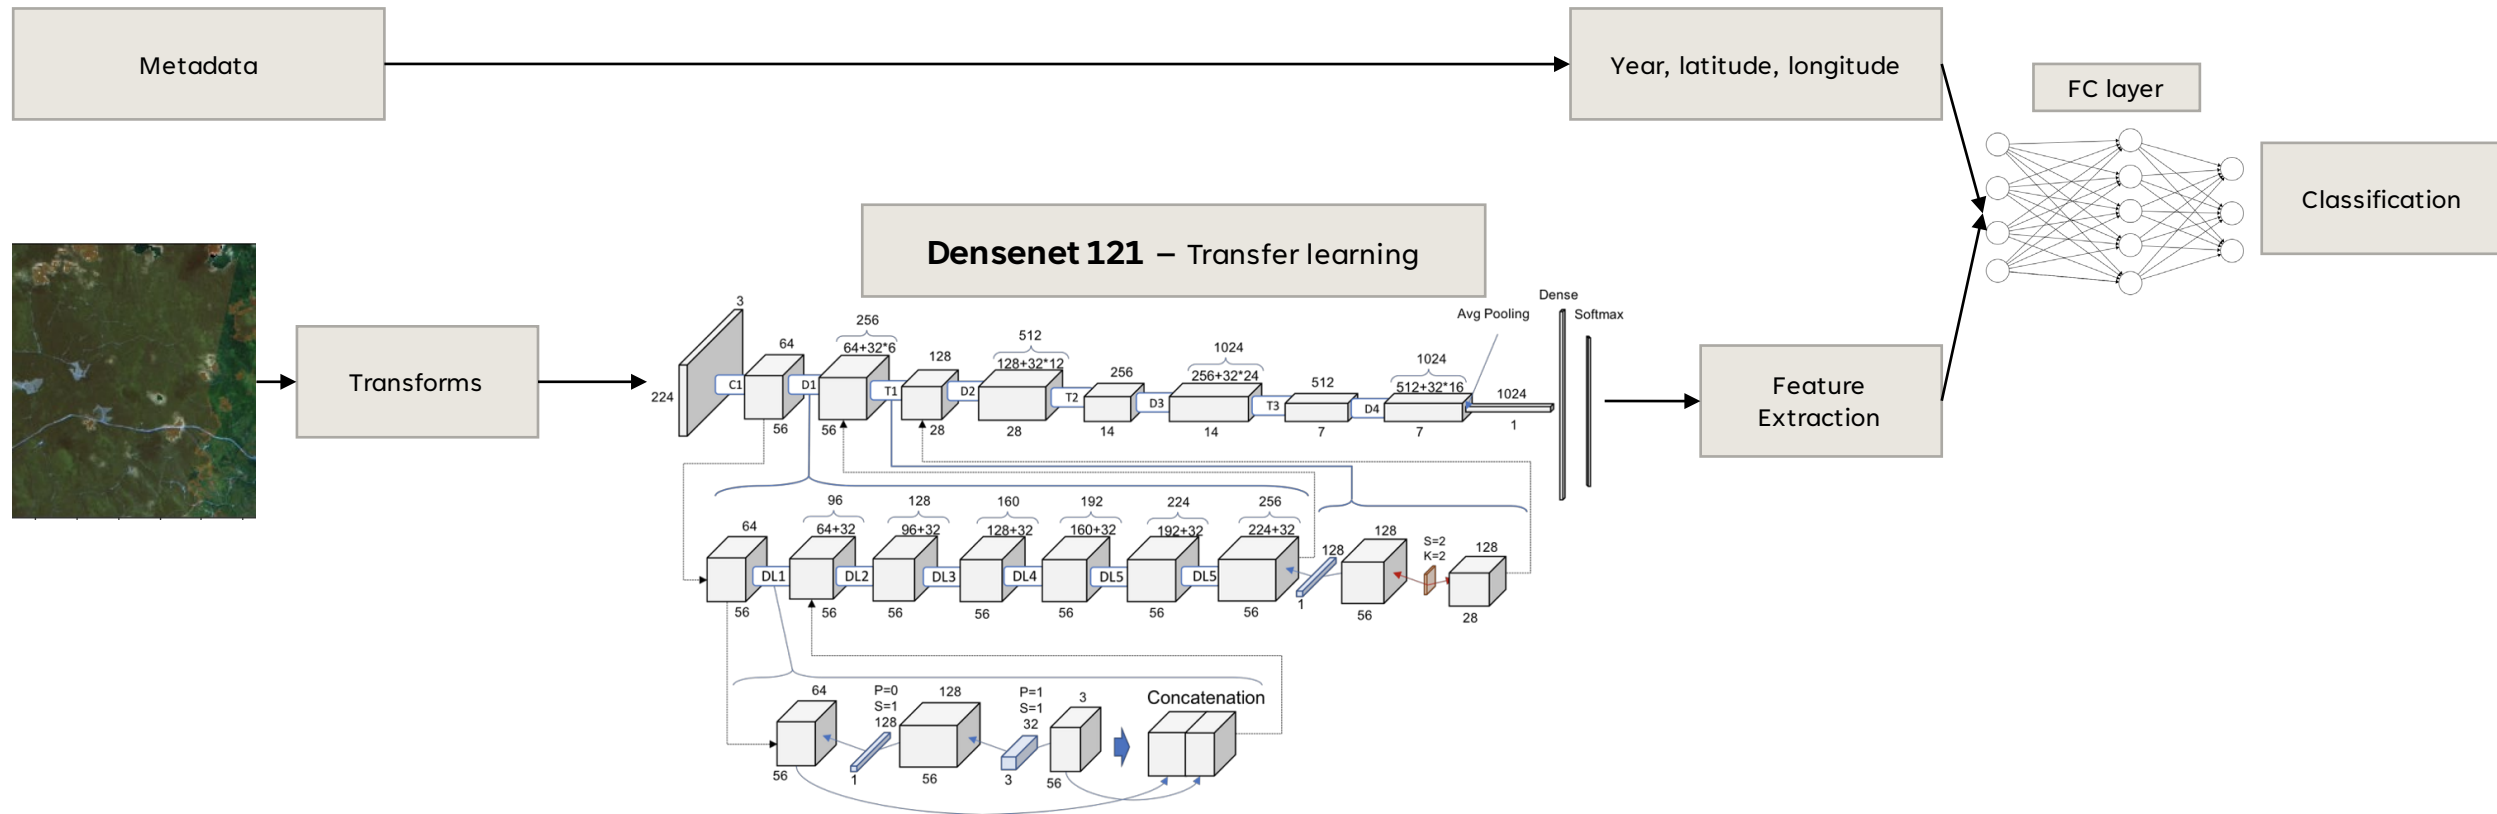 Metadata
Year, latitude, longitude
FC layer
Classification
Densenet 121 – Transfer learning
Transforms
Feature
Extraction
Dense
Avg Pooling
Softmax
3
64
256
64+32*6
128
512
128+32*12
256
1024
256+32*24
512
1024
512+32*16
1024
224
C1
D1
T1
D2
T2
D3
T3
D4
56
56
28
28
14
14
7
7
1
64
96
64+32
128
96+32
160
128+32
192
160+32
224
192+32
256
224+32
128
128
S=2
K=2
128
DL1
DL2
DL3
DL4
DL5
DL5
56
56
56
56
56
56
56
1
56
28
64
P=0
S=1
128
128
P=1
S=1
32
3
Concatenation
56
1
56
3
56